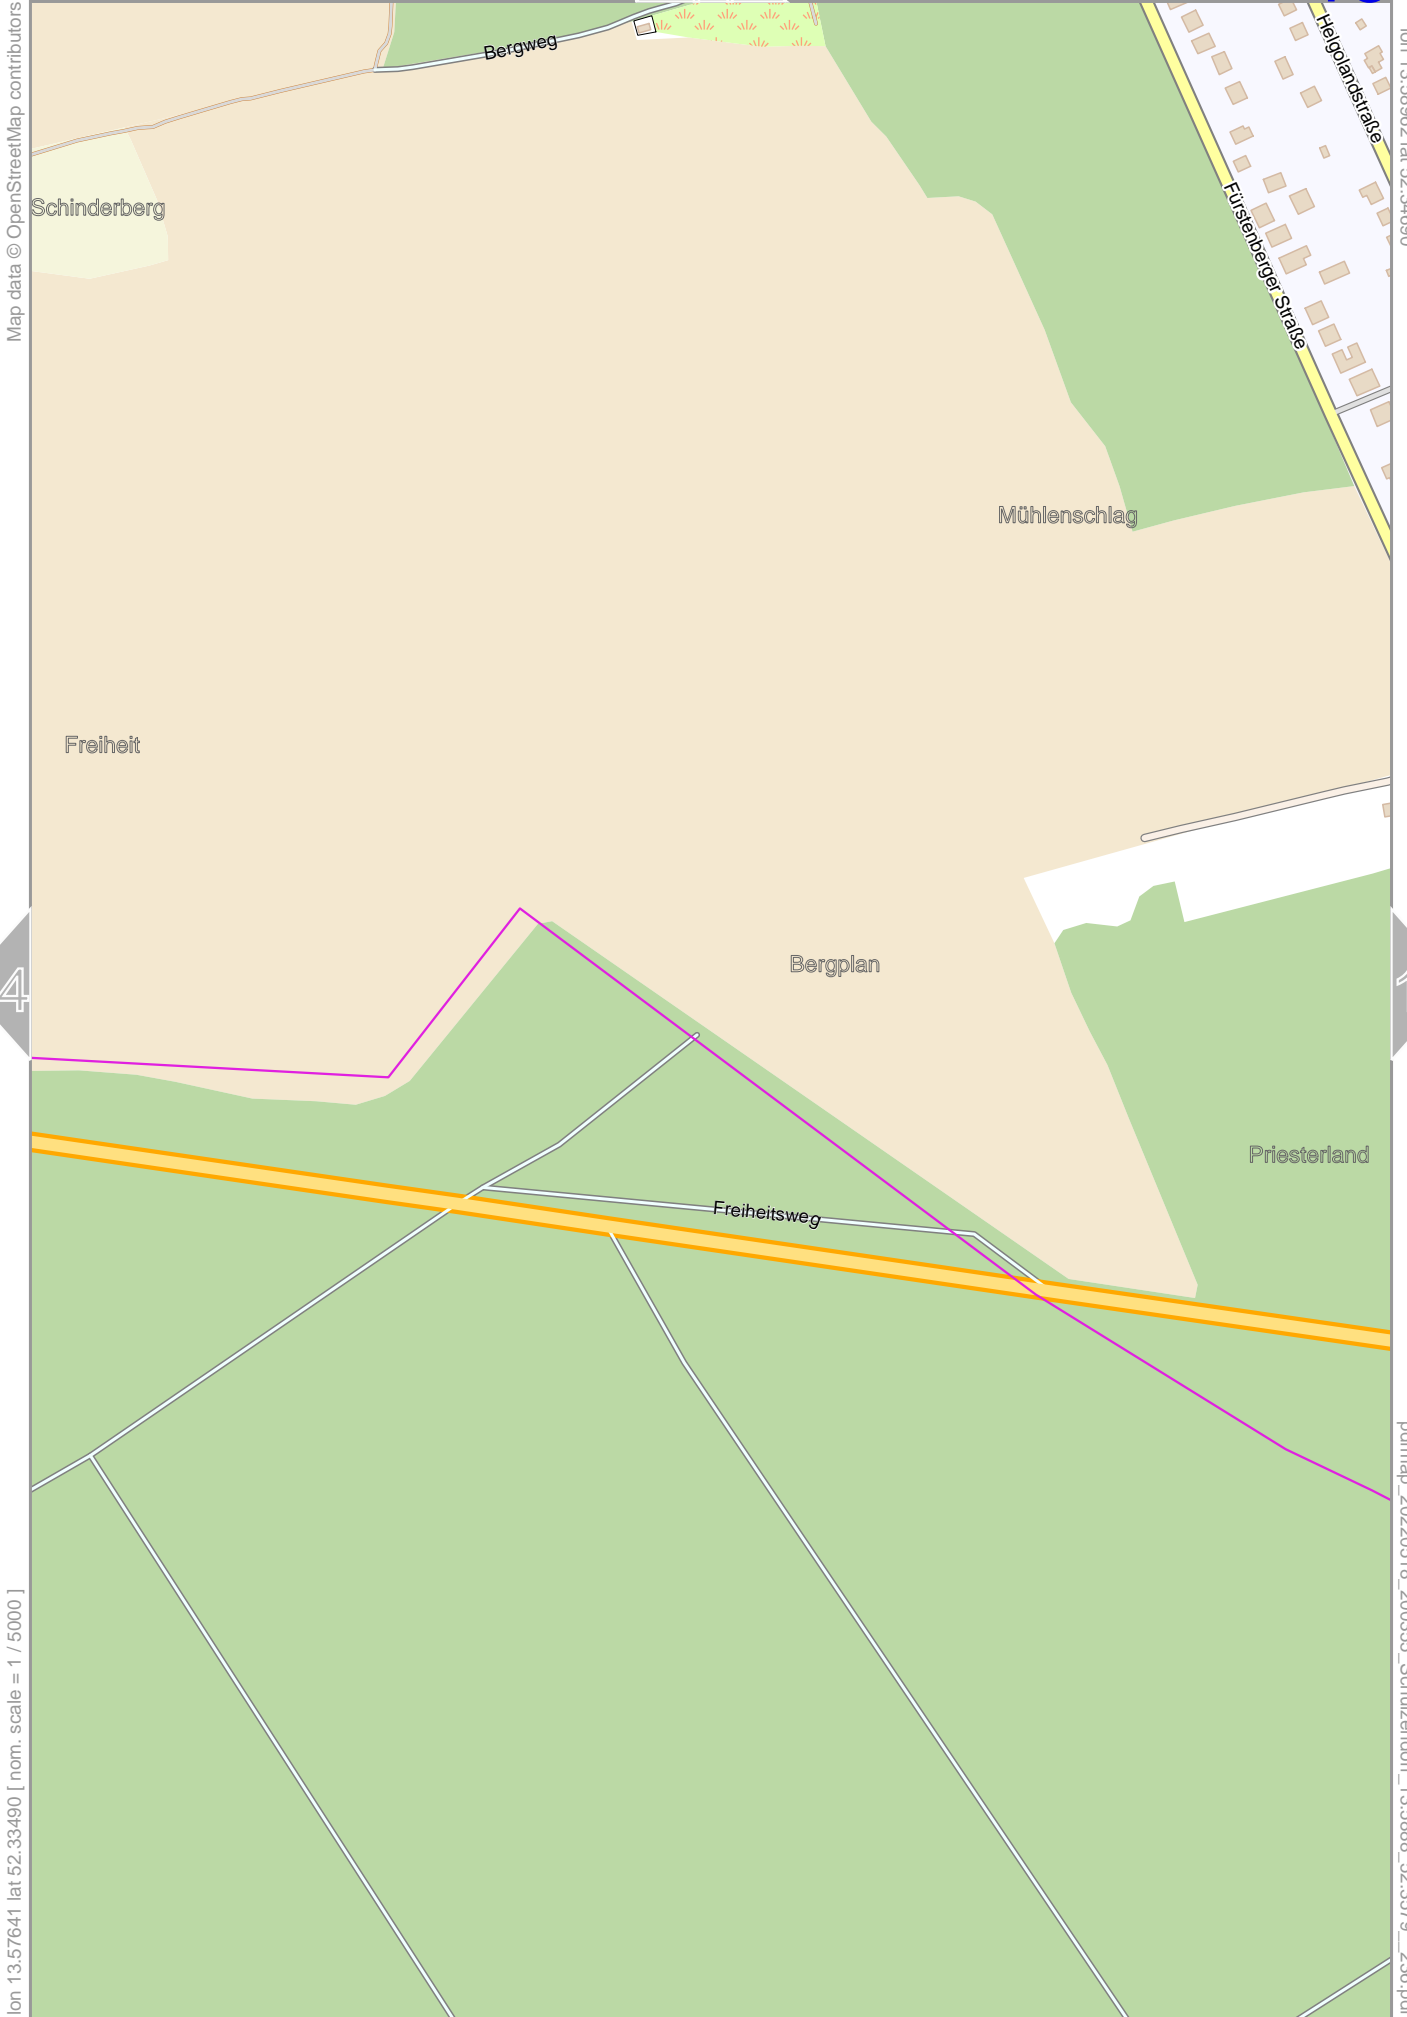 Map data © OpenStreetMap contributors
Bergweg
Helgolandstraße
Schinderberg
Fürstenberger Straße
Mühlenschlag
Freiheit
4
Bergplan
Priesterland
Freiheitsweg
lon 13.57641 lat 52.33490 [ nom. scale = 1 / 5000 ]